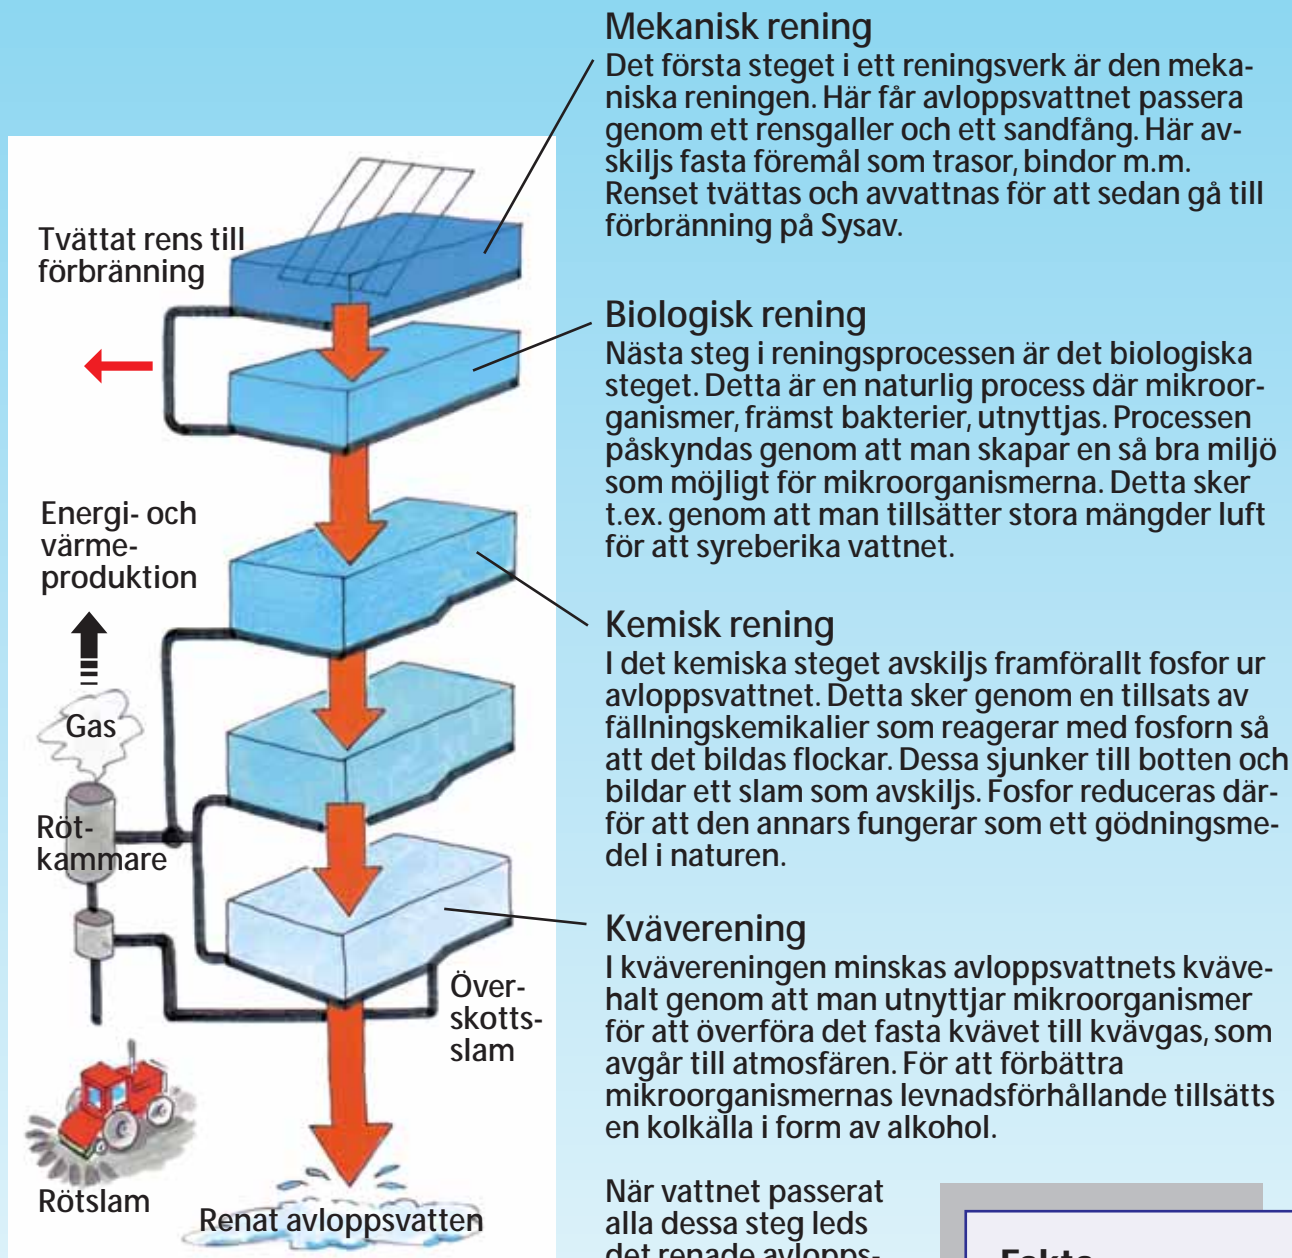 Mekanisk rening
Det första steget i ett reningsverk är den meka-
niska reningen. Här får avloppsvattnet passera
genom ett rensgaller och ett sandfång. Här av-
skiljs fasta föremål som trasor, bindor m.m.
Renset tvättas och avvattnas för att sedan gå till
förbränning på Sysav.
Tvättat rens till
förbränning
Biologisk rening
Nästa steg i reningsprocessen är det biologiska
steget. Detta är en naturlig process där mikroor-
ganismer, främst bakterier, utnyttjas. Processen
påskyndas genom att man skapar en så bra miljö
som möjligt för mikroorganismerna. Detta sker
t.ex. genom att man tillsätter stora mängder luft
för att syreberika vattnet.
Energi- och
värme-
produktion
Kemisk rening
I det kemiska steget avskiljs framförallt fosfor ur
avloppsvattnet. Detta sker genom en tillsats av
fällningskemikalier som reagerar med fosforn så
att det bildas flockar. Dessa sjunker till botten och
bildar ett slam som avskiljs. Fosfor reduceras där-
för att den annars fungerar som ett gödningsme-
del i naturen.
Gas
Röt-
kammare
Kväverening
I kvävereningen minskas avloppsvattnets kväve-
halt genom att man utnyttjar mikroorganismer
för att överföra det fasta kvävet till kvävgas, som
avgår till atmosfären. För att förbättra
mikroorganismernas levnadsförhållande tillsätts
en kolkälla i form av alkohol.
Över-
skotts-
slam
Rötslam
Renat avloppsvatten
När vattnet passerat
alla dessa steg leds
det renade avlopps-
Fakta